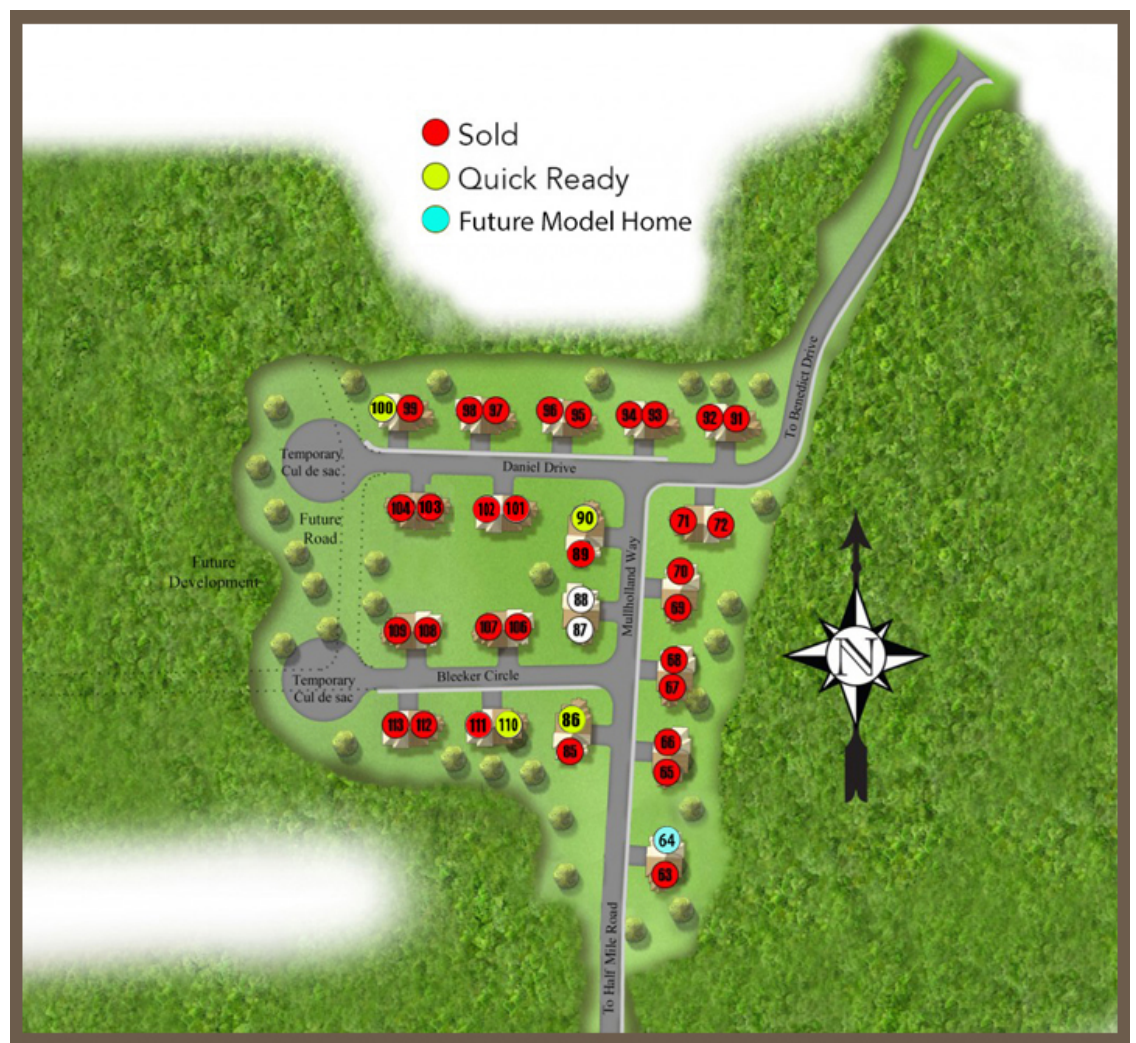 Sold
Quick Ready
Future Model Home
To Benedict Drive
100 99 98 97 96 95 94 93 92 91
Temporary
Cul de sac
Daniel Drive
104 103 102 101
90
89
71 72
Future
Road
Future
Development
Mullholland Way
70
69
88
87
109 108 107 106
68
67
N
Temporary
Cul de sac
Bleeker Circle
113 112 111 110
86
85
66
65
64
63
To Half Mile Road